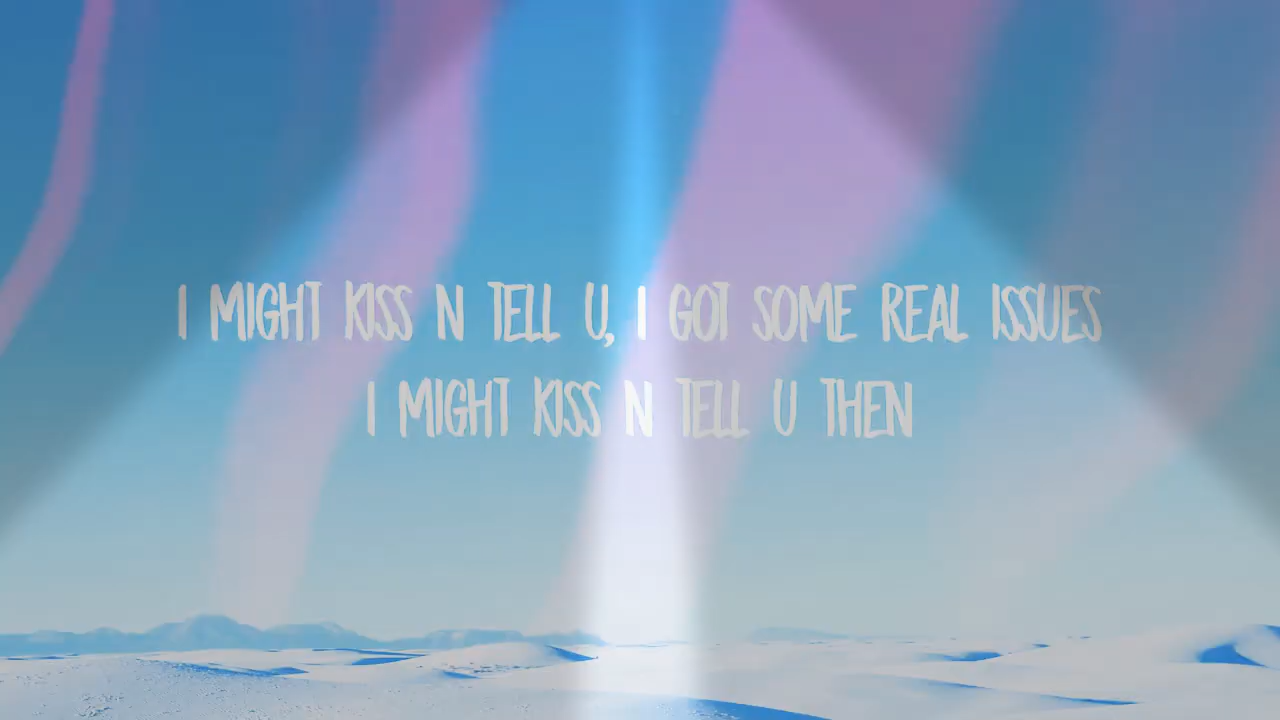 I MIGHT KISS N TELL U, I GOT SOME REAL ISSUES
I MIGHT KISS N TELL U THEN